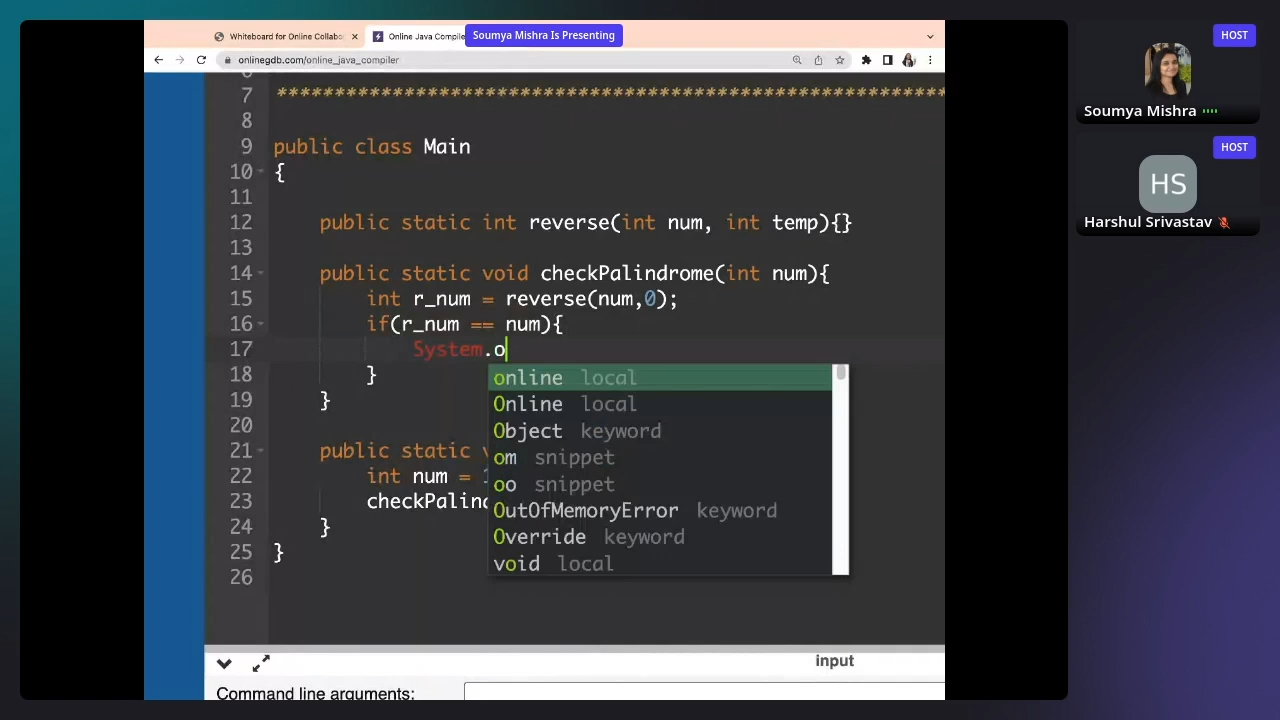 Whiteboard for Online Collabo
Online Java Compile
Soumya Mishra Is Presenting
onlinegdb.com/online_java_compiler
7 ************************************************************
8
9 public class Main
10 {
11
12 public static int reverse(int num, int temp){}
13
14 public static void checkPalindrome(int num){
15 int r_num = reverse(num,0);
16 if(r_num == num){
17 System.o
18 }
19 }
20
21 public static v
22 int num = 1
23 checkPalind
24 }
25 }
26
online local
Online local
Object keyword
om snippet
oo snippet
OutOfMemoryError keyword
Override keyword
void local
input
Command line arguments:
HOST
Soumya Mishra
HOST
HS
Harshul Srivastav